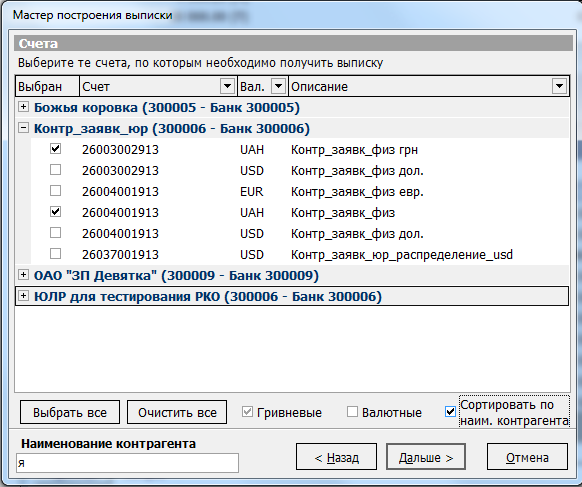 Мастер построения выписки
Счета
Выберите те счета, по которым необходимо получить выписку
Выбран Счет Вал. Описание
Божья коровка (300005 - Банк 300005)
Контр_заявк_юр (300006 - Банк 300006)
26003002913 UAH Контр_заявк_физ грн
26003002913 USD Контр_заявк_физ дол.
26004001913 EUR Контр_заявк_физ евр.
26004001913 UAH Контр_заявк_физ
26004001913 USD Контр_заявк_физ дол.
26037001913 USD Контр_заявк_юр_распределение_usd
ОАО "ЗП Девятка" (300009 - Банк 300009)
ЮЛР для тестирования РКО (300006 - Банк 300006)
Выбрать все Очистить все Гривневые Валютные Сортировать по
наим. контрагента
Наименование контрагента
я
< Назад Дальше > Отмена